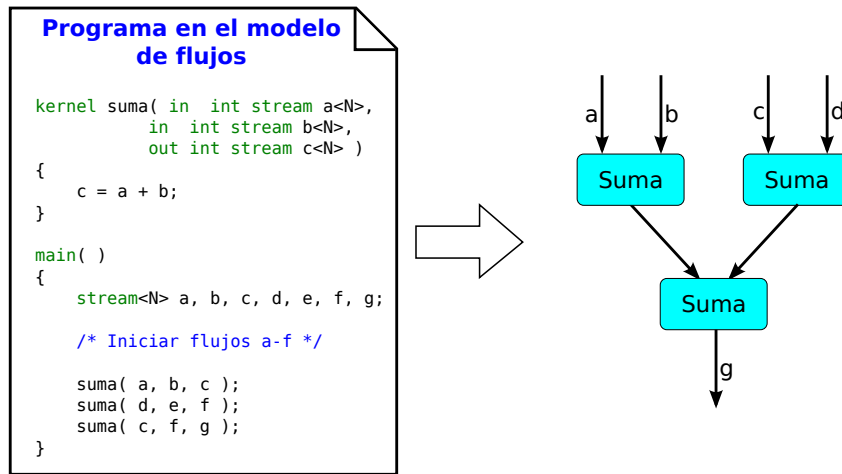 Programa en el modelo
de flujos
kernel suma( in  int stream a<N>,
in  int stream b<N>,
out int stream c<N> )
{
c = a + b;
}
main( )
{
stream<N> a, b, c, d, e, f, g;
/* Iniciar flujos a-f */
suma( a, b, c );
suma( d, e, f );
suma( c, f, g );
}
a b c d
Suma Suma
Suma
g